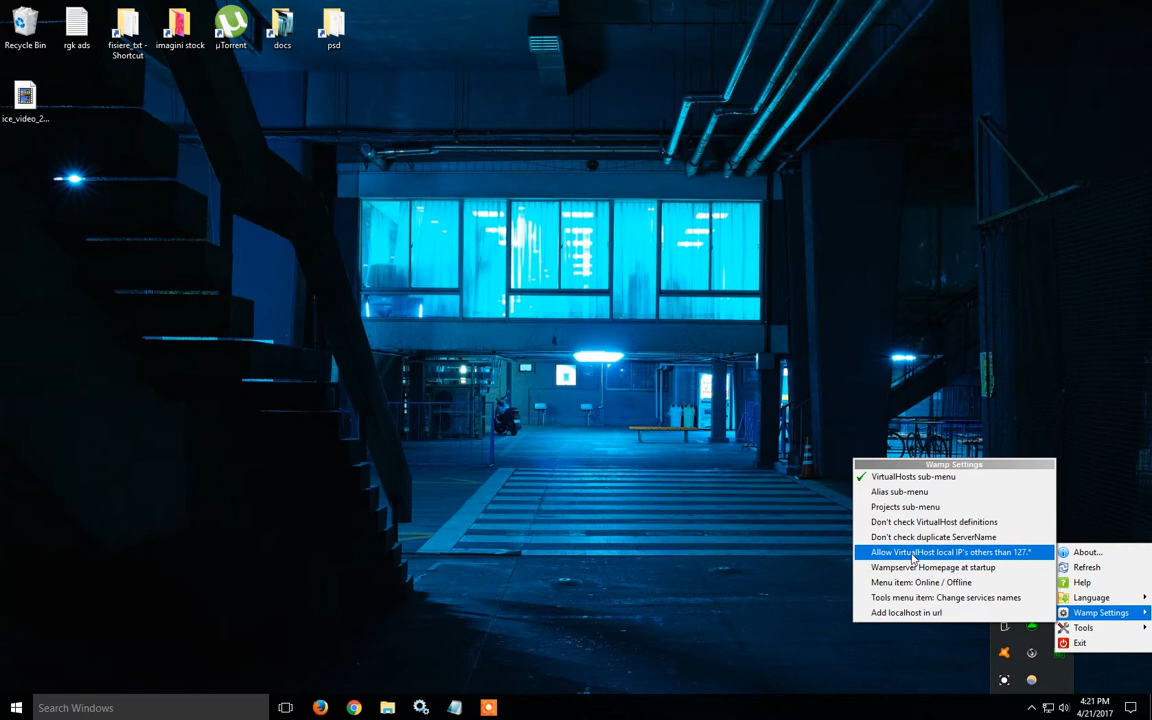 Recycle Bin
rgk ads
fisiere_txt -
Shortcut
imagini stock
µTorrent
docs
psd
ice_video_2...
Wamp Settings
VirtualHosts sub-menu
Alias sub-menu
Projects sub-menu
Don't check VirtualHost definitions
Don't check duplicate ServerName
Allow VirtualHost local IP's others than 127.*
Wampserver Homepage at startup
Menu item: Online / Offline
Tools menu item: Change services names
Add localhost in url
About...
Refresh
Help
Language
Wamp Settings
Tools
Exit
Search Windows
4:21 PM
4/21/2017